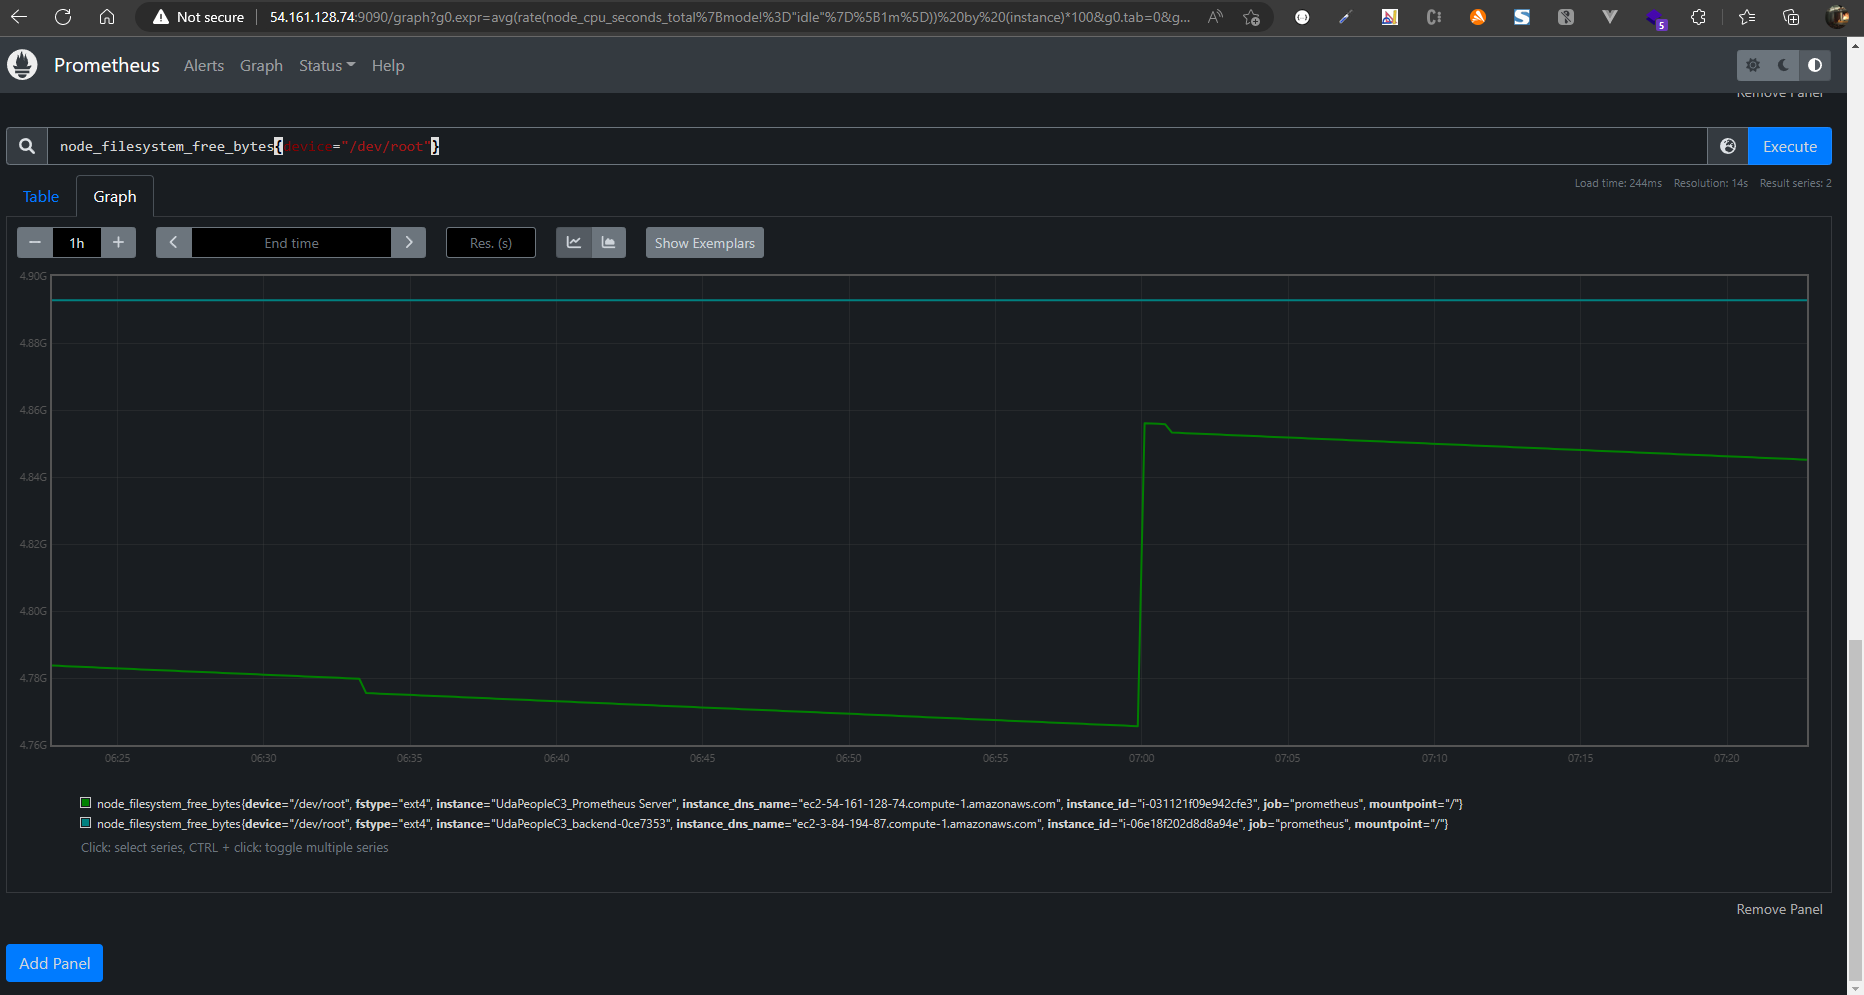 Not secure
54.161.128.74:9090/graph?g0.expr=avg(rate(node_cpu_seconds_total%7Bmode!%3D"idle"%7D%5B1m%5D))%20by%20(instance)*100&g0.tab=0&g...
5
Prometheus Alerts Graph Status Help
Remove Panel
node_filesystem_free_bytes{device="/dev/root"}
Execute
Table Graph
Load time: 244ms Resolution: 14s Result series: 2
− 1h + End time Res. (s) Show Exemplars
4.90G
4.88G
4.86G
4.84G
4.82G
4.80G
4.78G
4.76G
06:25 06:30 06:35 06:40 06:45 06:50 06:55 07:00 07:05 07:10 07:15 07:20
node_filesystem_free_bytes{device="/dev/root", fstype="ext4", instance="UdaPeopleC3_Prometheus Server", instance_dns_name="ec2-54-161-128-74.compute-1.amazonaws.com", instance_id="i-031121f09e942cfe3", job="prometheus", mountpoint="/"}
node_filesystem_free_bytes{device="/dev/root", fstype="ext4", instance="UdaPeopleC3_backend-0ce7353", instance_dns_name="ec2-3-84-194-87.compute-1.amazonaws.com", instance_id="i-06e18f202d8d8a94e", job="prometheus", mountpoint="/"}
Click: select series, CTRL + click: toggle multiple series
Remove Panel
Add Panel